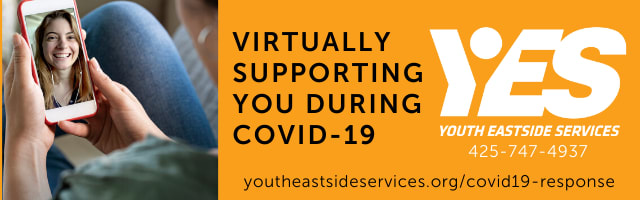 VIRTUALLY
SUPPORTING
YOU DURING
COVID-19
YES
YOUTH EASTSIDE SERVICES
425-747-4937
youtheastsideservices.org/covid19-response